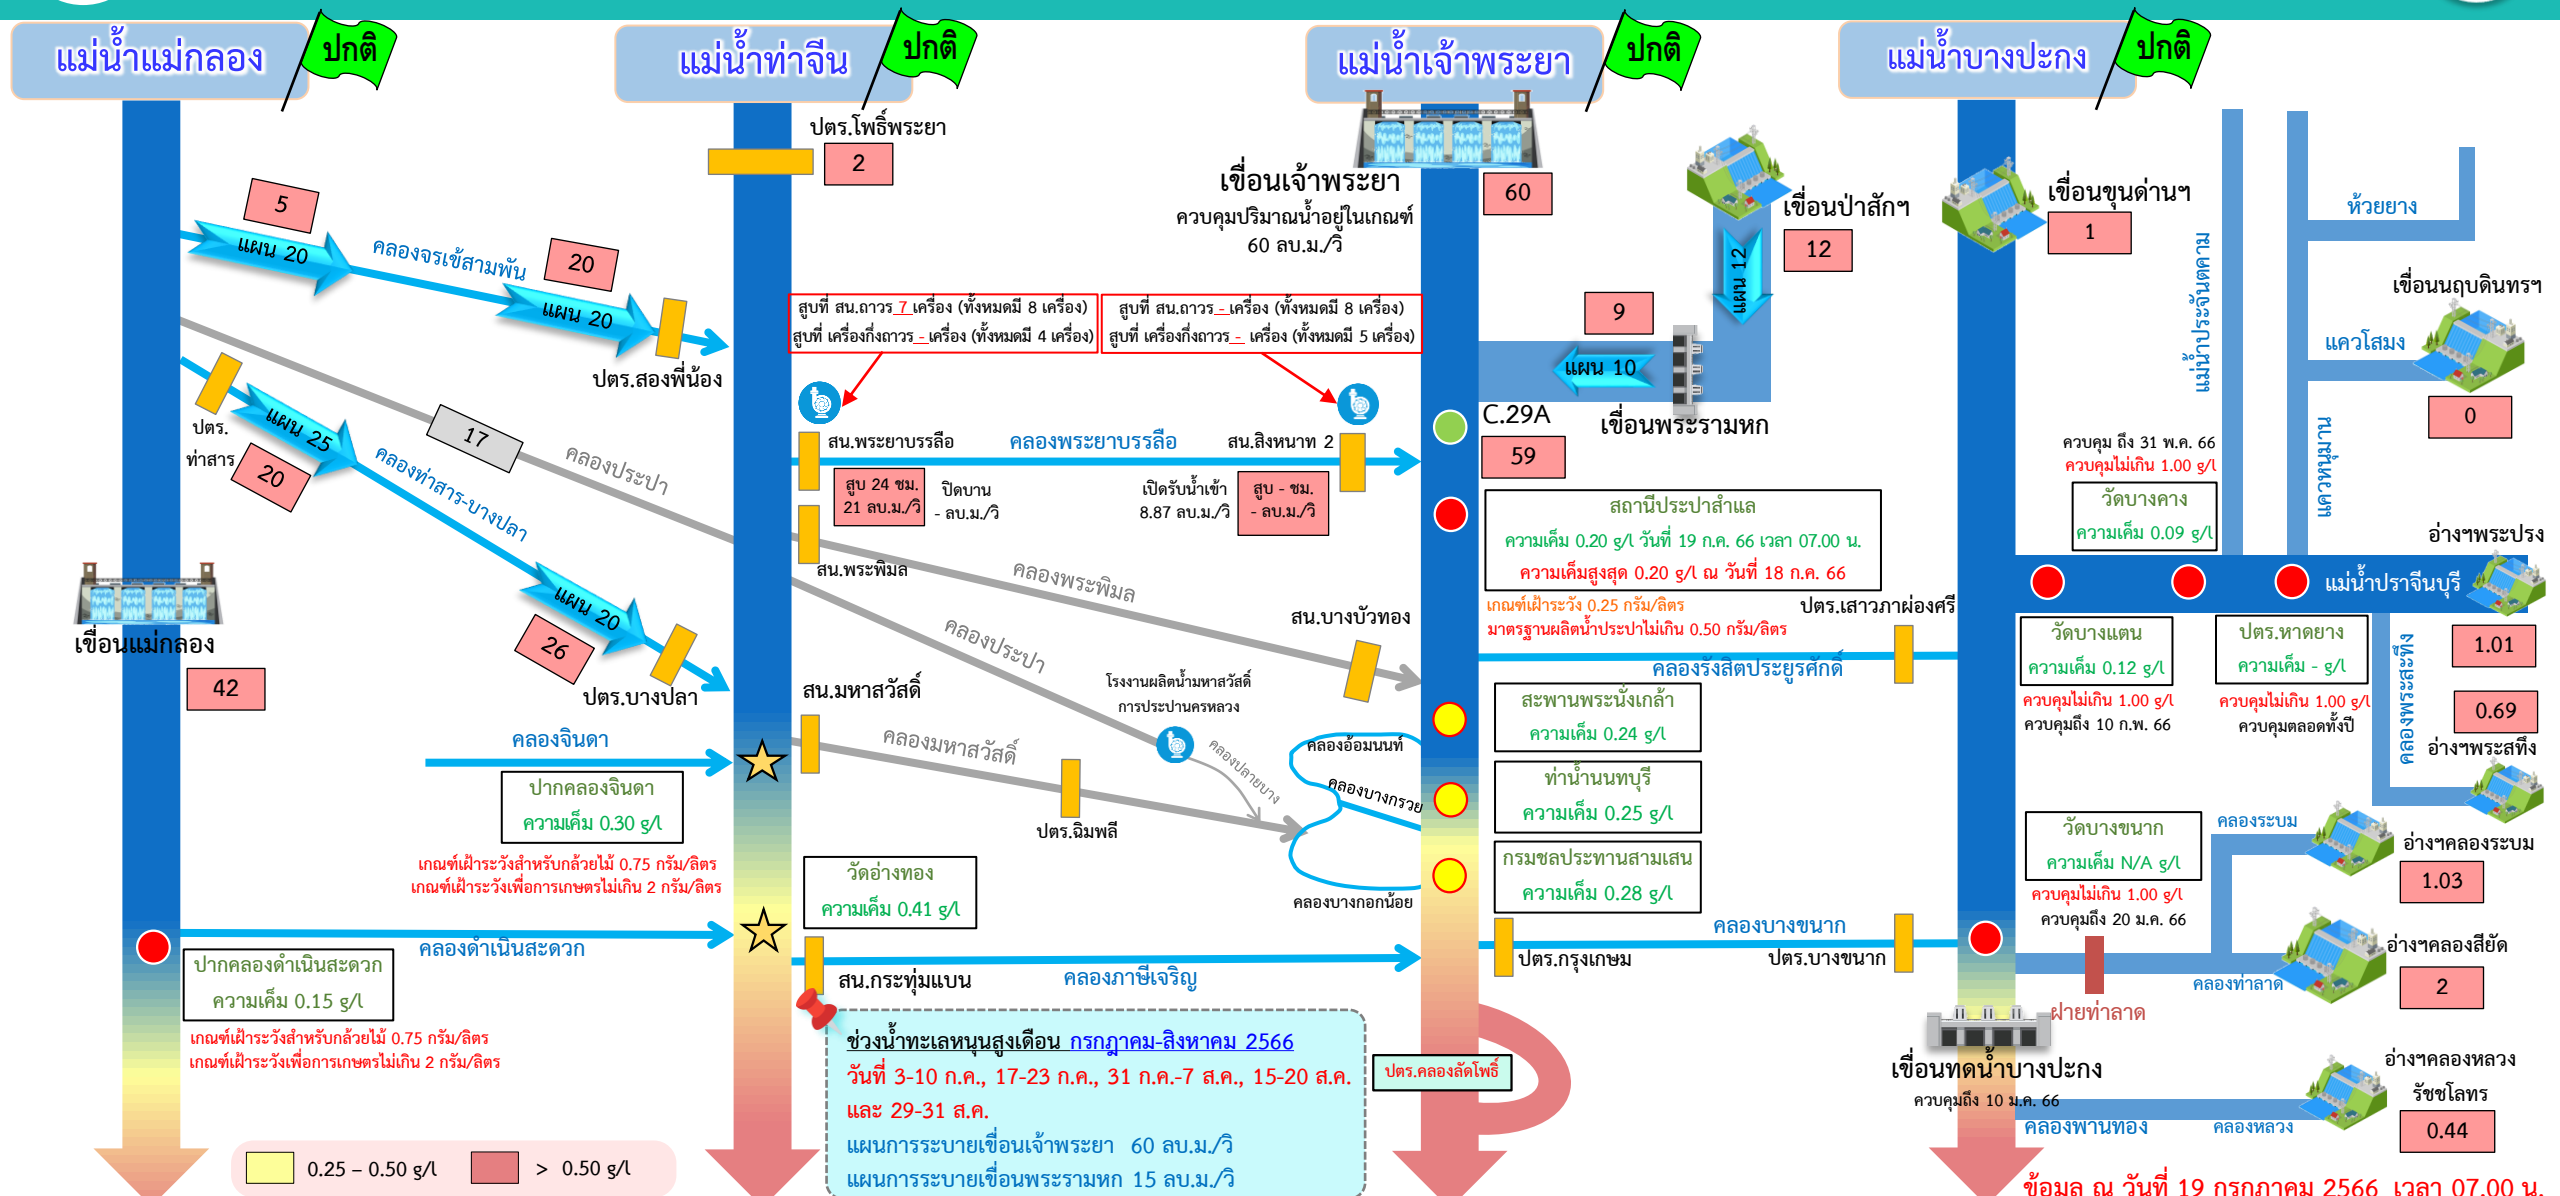 แม่น้ำแม่กลอง
ปกติ
แม่น้ำท่าจีน
ปกติ
แม่น้ำเจ้าพระยา
ปกติ
แม่น้ำบางปะกง
ปกติ
5
แผน 20
คลองจรเข้สามพัน
20
แผน 20
ปตร.สองพี่น้อง
ปตร.
ท่าสาร
20
แผน 25
คลองท่าสาร-บางปลา
17
คลองประปา
แผน 20
26
ปตร.บางปลา
เขื่อนแม่กลอง
42
คลองจินดา
ปากคลองจินดา
ความเค็ม 0.30 g/l
เกณฑ์เฝ้าระวังสำหรับกล้วยไม้ 0.75 กรัม/ลิตร
เกณฑ์เฝ้าระวังเพื่อการเกษตรไม่เกิน 2 กรัม/ลิตร
คลองดำเนินสะดวก
ปากคลองดำเนินสะดวก
ความเค็ม 0.15 g/l
เกณฑ์เฝ้าระวังสำหรับกล้วยไม้ 0.75 กรัม/ลิตร
เกณฑ์เฝ้าระวังเพื่อการเกษตรไม่เกิน 2 กรัม/ลิตร
0.25 – 0.50 g/l
> 0.50 g/l
ปตร.โพธิ์พระยา
2
สูบที่ สน.ถาวร 7 เครื่อง (ทั้งหมดมี 8 เครื่อง)
สูบที่ เครื่องกึ่งถาวร - เครื่อง (ทั้งหมดมี 4 เครื่อง)
สูบที่ สน.ถาวร - เครื่อง (ทั้งหมดมี 8 เครื่อง)
สูบที่ เครื่องกึ่งถาวร - เครื่อง (ทั้งหมดมี 5 เครื่อง)
สน.พระยาบรรลือ
คลองพระยาบรรลือ
สน.สิงหนาท 2
สูบ 24 ชม.
21 ลบ.ม./วิ
ปิดบาน
- ลบ.ม./วิ
เปิดรับน้ำเข้า
8.87 ลบ.ม./วิ
สูบ - ชม.
- ลบ.ม./วิ
สน.พระพิมล
คลองพระพิมล
สน.บางบัวทอง
คลองประปา
โรงงานผลิตน้ำมหาสวัสดิ์
การประปานครหลวง
สน.มหาสวัสดิ์
คลองมหาสวัสดิ์
คลองปลายบาง
ปตร.ฉิมพลี
คลองอ้อมนนท์
คลองบางกรวย
คลองบางกอกน้อย
วัดอ่างทอง
ความเค็ม 0.41 g/l
สน.กระทุ่มแบน
คลองภาษีเจริญ
ช่วงน้ำทะเลหนุนสูงเดือน กรกฎาคม-สิงหาคม 2566
วันที่ 3-10 ก.ค., 17-23 ก.ค., 31 ก.ค.-7 ส.ค., 15-20 ส.ค.
และ 29-31 ส.ค.
แผนการระบายเขื่อนเจ้าพระยา 60 ลบ.ม./วิ
แผนการระบายเขื่อนพระรามหก 15 ลบ.ม./วิ
เขื่อนเจ้าพระยา
ควบคุมปริมาณน้ำอยู่ในเกณฑ์
60 ลบ.ม./วิ
60
เขื่อนป่าสักฯ
12
แผน 12
9
แผน 10
เขื่อนพระรามหก
C.29A
59
สถานีประปาสำแล
ความเค็ม 0.20 g/l วันที่ 19 ก.ค. 66 เวลา 07.00 น.
ความเค็มสูงสุด 0.20 g/l ณ วันที่ 18 ก.ค. 66
เกณฑ์เฝ้าระวัง 0.25 กรัม/ลิตร
มาตรฐานผลิตน้ำประปาไม่เกิน 0.50 กรัม/ลิตร
ปตร.เสาวภาผ่องศรี
คลองรังสิตประยูรศักดิ์
สะพานพระนั่งเกล้า
ความเค็ม 0.24 g/l
ท่าน้ำนนทบุรี
ความเค็ม 0.25 g/l
กรมชลประทานสามเสน
ความเค็ม 0.28 g/l
ปตร.กรุงเกษม
คลองบางขนาก
ปตร.บางขนาก
ปตร.คลองลัดโพธิ์
เขื่อนขุนด่านฯ
1
แม่น้ำประจันตคาม
ห้วยยาง
เขื่อนนฤบดินทรฯ
แควโสมง
0
แควหนุมาน
ควบคุม ถึง 31 พ.ค. 66
ควบคุมไม่เกิน 1.00 g/l
วัดบางคาง
ความเค็ม 0.09 g/l
อ่างฯพระปรง
แม่น้ำปราจีนบุรี
1.01
วัดบางแตน
ความเค็ม 0.12 g/l
ควบคุมไม่เกิน 1.00 g/l
ควบคุมถึง 10 ก.พ. 66
ปตร.หาดยาง
ความเค็ม - g/l
ควบคุมไม่เกิน 1.00 g/l
ควบคุมตลอดทั้งปี
คลองพระสะทึง
0.69
อ่างฯพระสทึง
วัดบางขนาก
ความเค็ม N/A g/l
ควบคุมไม่เกิน 1.00 g/l
ควบคุมถึง 20 ม.ค. 66
คลองระบม
อ่างฯคลองระบม
1.03
อ่างฯคลองสียัด
2
คลองท่าลาด
ฝายท่าลาด
เขื่อนทดน้ำบางปะกง
ควบคุมถึง 10 ม.ค. 66
คลองพานทอง
คลองหลวง
อ่างฯคลองหลวง
รัชชโลทร
0.44
ข้อมูล ณ วันที่ 19 กรกฎาคม 2566 เวลา 07.00 น.